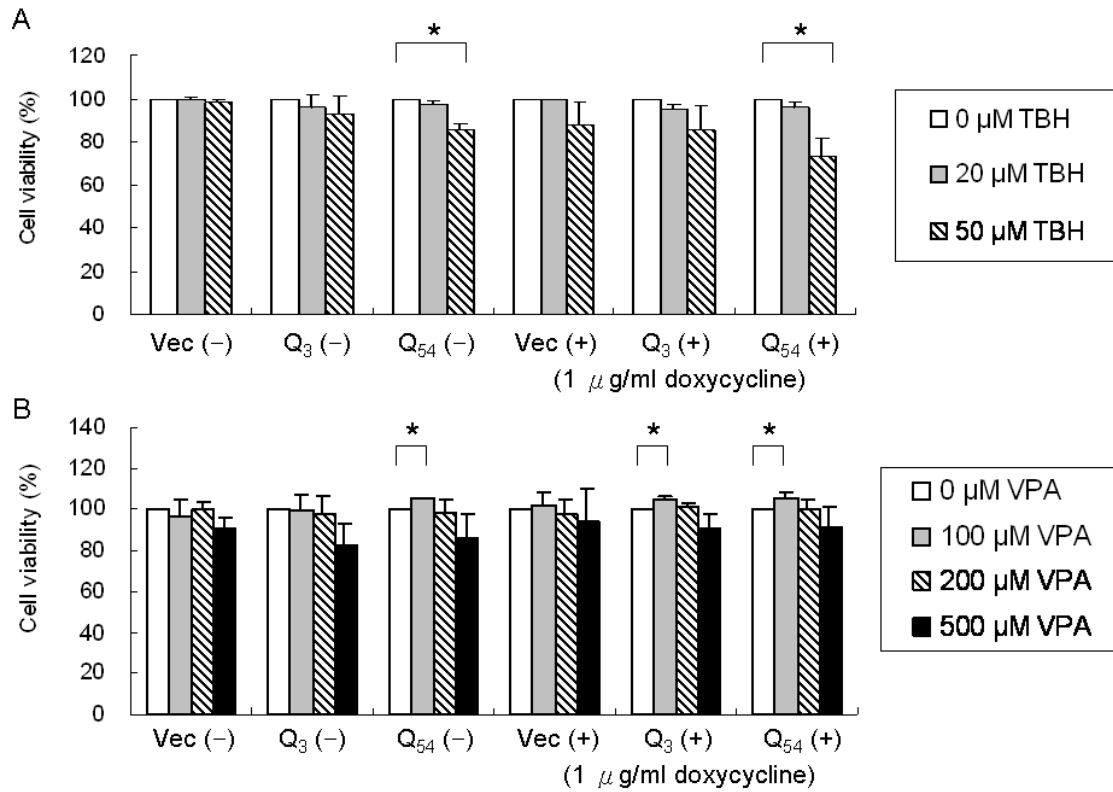 A
Cell viability (%)
120
100
80
60
40
20
0
*
*
Vec (−) Q₃ (−) Q₅₄ (−) Vec (+) Q₃ (+) Q₅₄ (+)
(1 μg/ml doxycycline)
0 µM TBH
20 µM TBH
50 µM TBH
B
Cell viability (%)
140
120
100
80
60
40
20
0
*
*
*
Vec (−) Q₃ (−) Q₅₄ (−) Vec (+) Q₃ (+) Q₅₄ (+)
(1 μg/ml doxycycline)
0 µM VPA
100 µM VPA
200 µM VPA
500 µM VPA